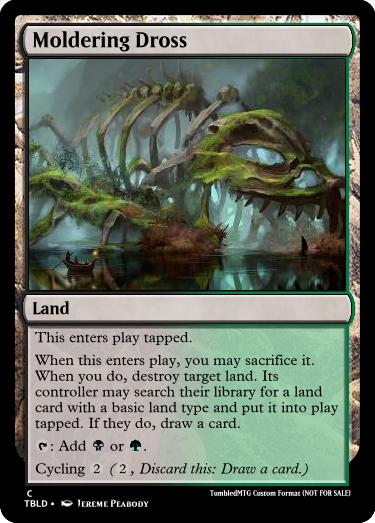 Moldering Dross
Land
This enters play tapped.
When this enters play, you may sacrifice it.
When you do, destroy target land. Its
controller may search their library for a land
card with a basic land type and put it into play
tapped. If they do, draw a card.
: Add or .
Cycling 2 ( 2 , Discard this: Draw a card.)
C
TBLD • JEREME PEABODY
TumbledMTG Custom Format (NOT FOR SALE)